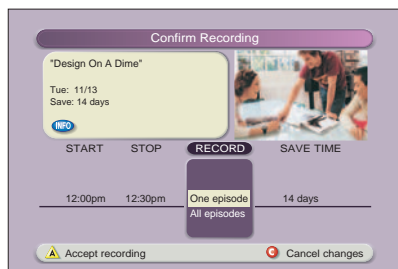 Confirm Recording
"Design On A Dime"
Tue: 11/13
Save: 14 days
INFO
START STOP RECORD SAVE TIME
12:00pm 12:30pm One episode 14 days
All episodes
A Accept recording C Cancel changes